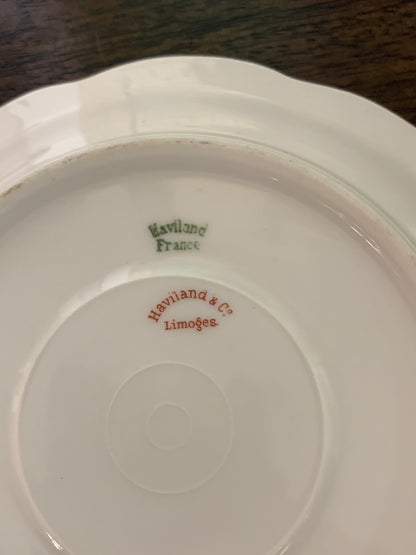 Haviland
France
Haviland & Co.
Limoges.